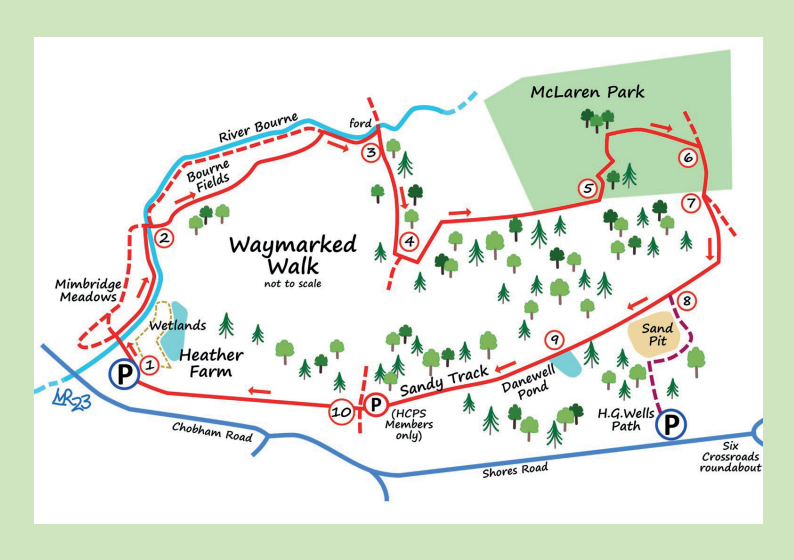 McLaren Park
River Bourne
ford
Bourne
Fields
3
6
5
7
2
4
Waymarked
Walk
not to scale
Mimbridge
Meadows
8
Wetlands
Sand
Pit
9
1
Heather
Farm
P
Sandy Track
Danewell
Pond
MR23
10
P
(HCPS
Members
only)
H.G.Wells
Path
P
Chobham Road
Shores Road
Six
Crossroads
roundabout